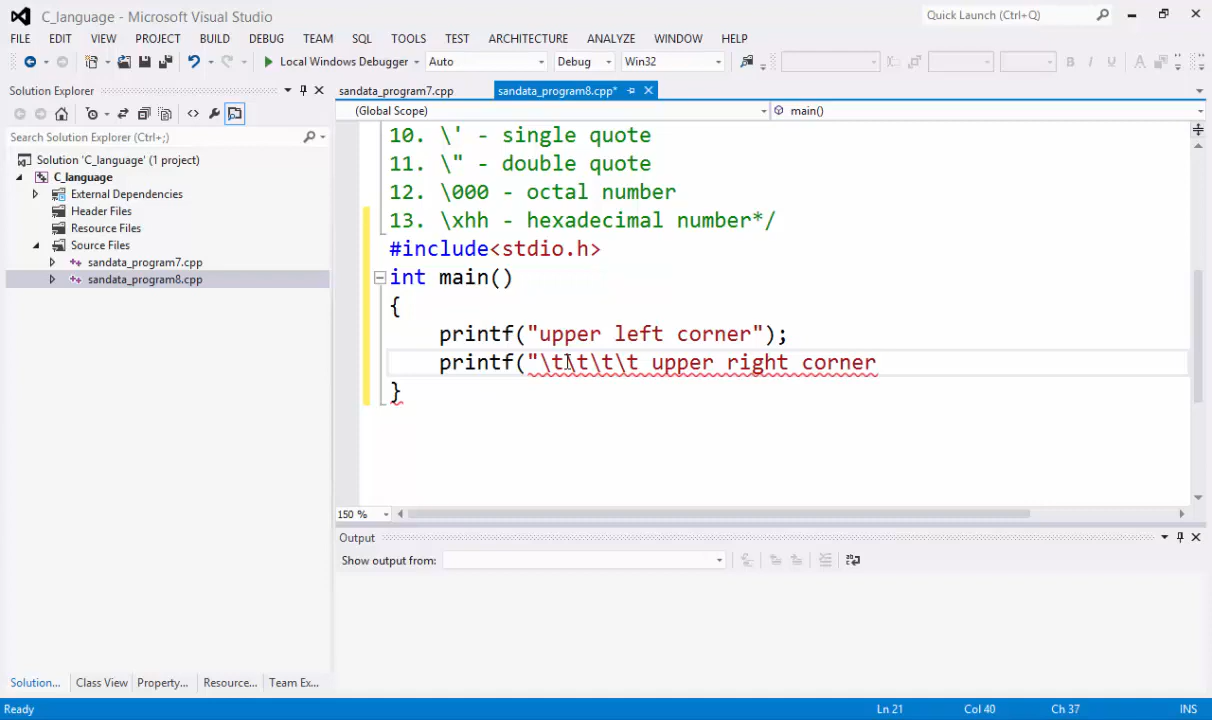 C_language - Microsoft Visual Studio
Quick Launch (Ctrl+;)
FILE EDIT VIEW PROJECT BUILD DEBUG TEAM SQL TOOLS TEST ARCHITECTURE ANALYZE WINDOW HELP
Local Windows Debugger Auto Debug Win32
Solution Explorer
sandata_program7.cpp sandata_program8.cpp*
(Global Scope) main()
Search Solution Explorer (Ctrl+;)
Solution 'C_language' (1 project)
C_language
External Dependencies
Header Files
Resource Files
Source Files
sandata_program7.cpp
sandata_program8.cpp
10. \' - single quote
11. \" - double quote
12. \000 - octal number
13. \xhh - hexadecimal number*/
#include<stdio.h>
int main()
{
printf("upper left corner");
printf("\t\t\t\t upper right corner
}
150 %
Output
Show output from:
Solution... Class View Property... Resource... Team Ex...
Ready Ln 21 Col 40 Ch 37 INS